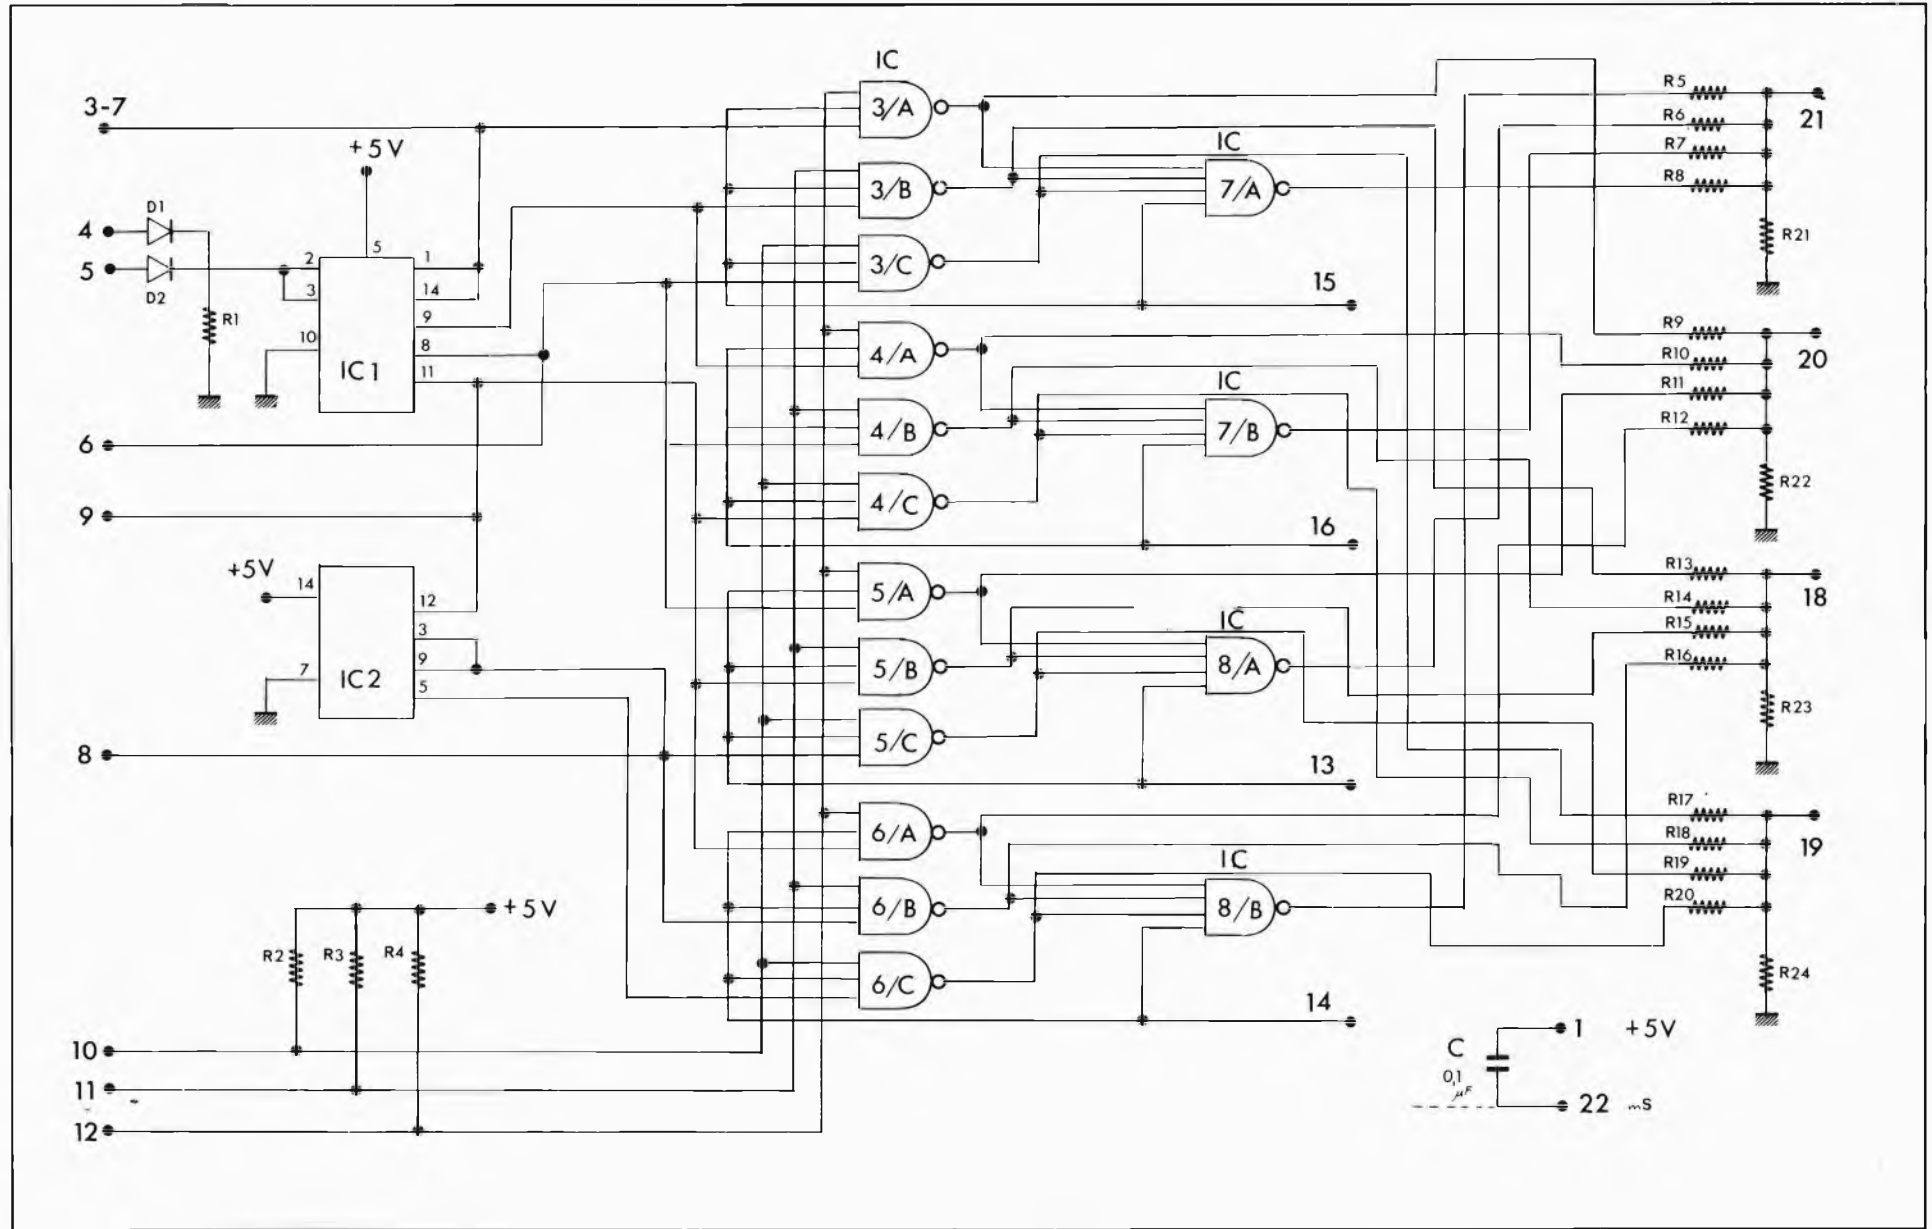 3-7
+5V
D1
4
5
D2
R1
5
2
3
10
1
14
9
8
11
IC1
6
9
+5V
14
7
12
3
9
5
IC2
8
+5V
R2
R3
R4
10
11
12
IC
3/A
3/B
3/C
4/A
4/B
4/C
5/A
5/B
5/C
6/A
6/B
6/C
IC
7/A
15
IC
7/B
16
IC
8/A
13
IC
8/B
14
R5
R6
R7
R8
21
R21
R9
R10
R11
R12
20
R22
R13
R14
R15
R16
18
R23
R17
R18
R19
R20
19
R24
C
0,1
µF
1 +5V
22 mS